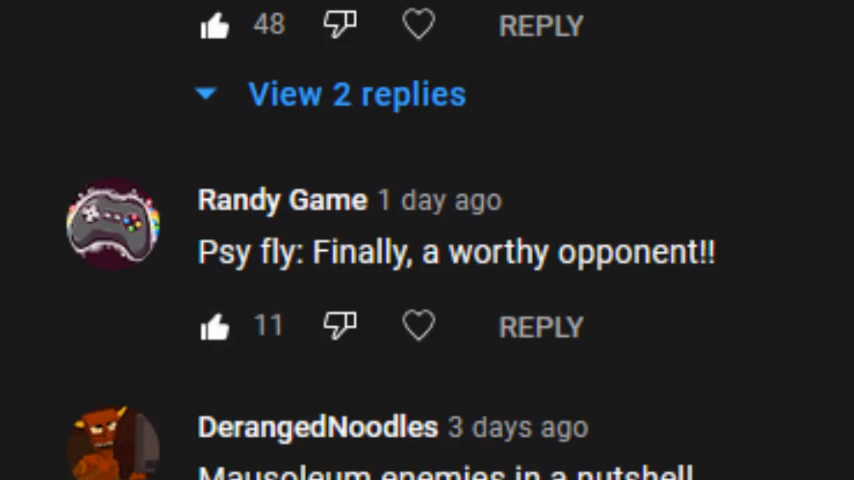 48 REPLY
View 2 replies
Randy Game 1 day ago
Psy fly: Finally, a worthy opponent!!
11 REPLY
DerangedNoodles 3 days ago
Mausoleum enemies in a nutshell